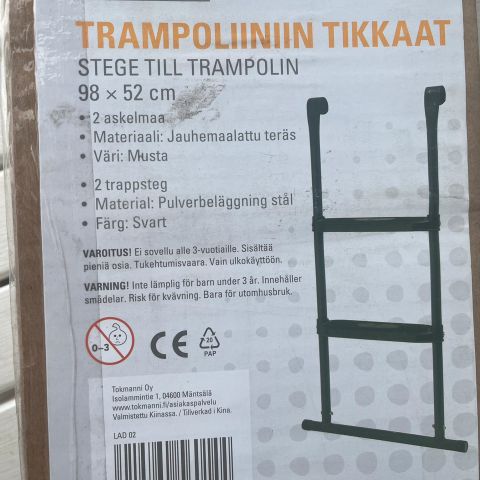 TRAMPOLIININ TIKKAAT
STEGE TILL TRAMPOLIN
98 × 52 cm
• 2 askelmaa
• Materiaali: Jauhemaalattu teräs
• Väri: Musta
• 2 trappsteg
• Material: Pulverbeläggning stål
• Färg: Svart
VAROITUS! Ei sovellu alle 3-vuotiaille. Sisältää
pieniä osia. Tukehtumisvaara. Vain ulkokäyttöön.
VARNING! Inte lämplig för barn under 3 år. Innehåller
smådelar. Risk för kvävning. Bara för utomhusbruk.
0-3
CE
20
PAP
Tokmanni Oy
Isolammintie 1, 04600 Mäntsälä
www.tokmanni.fi/asiakaspalvelu
Valmistettu Kiinassa. / Tillverkad i Kina.
LAD 02